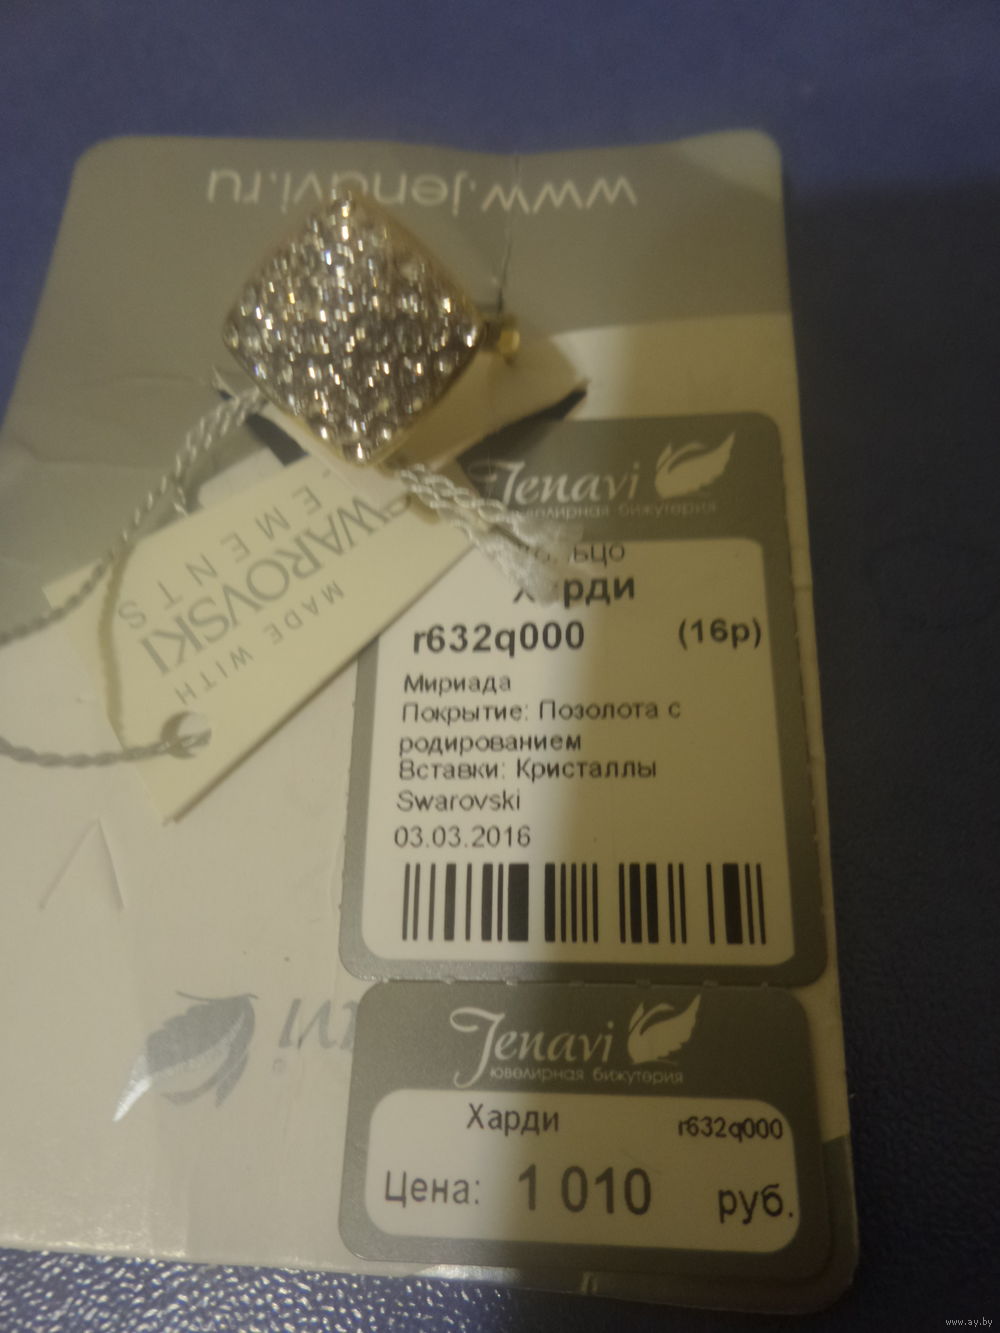 www.jenavi.ru
MADE WITH
SWAROVSKI
ELEMENTS
Jenavi
ювелирная бижутерия
Кольцо
Харди
r632q000 (16р)
Мириада
Покрытие: Позолота с
родированием
Вставки: Кристаллы
Swarovski
03.03.2016
Jenavi
ювелирная бижутерия
Харди r632q000
Цена: 1 010 руб.
www.ay.by